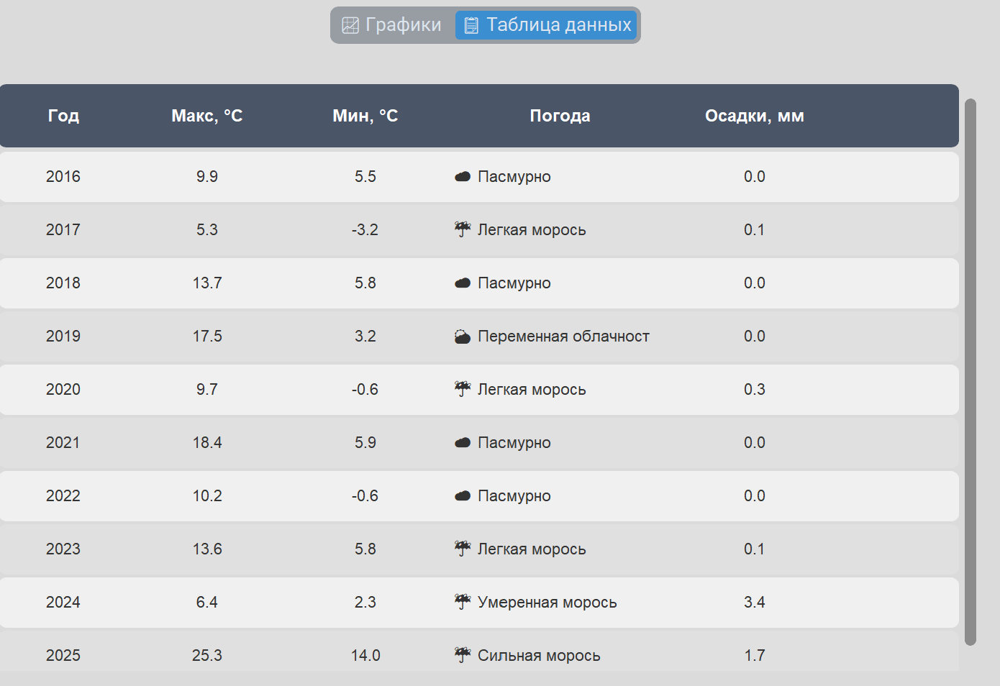 Графики Таблица данных
Год Макс, °C Мин, °C Погода Осадки, мм
2016 9.9 5.5 Пасмурно 0.0
2017 5.3 -3.2 Легкая морось 0.1
2018 13.7 5.8 Пасмурно 0.0
2019 17.5 3.2 Переменная облачност 0.0
2020 9.7 -0.6 Легкая морось 0.3
2021 18.4 5.9 Пасмурно 0.0
2022 10.2 -0.6 Пасмурно 0.0
2023 13.6 5.8 Легкая морось 0.1
2024 6.4 2.3 Умеренная морось 3.4
2025 25.3 14.0 Сильная морось 1.7